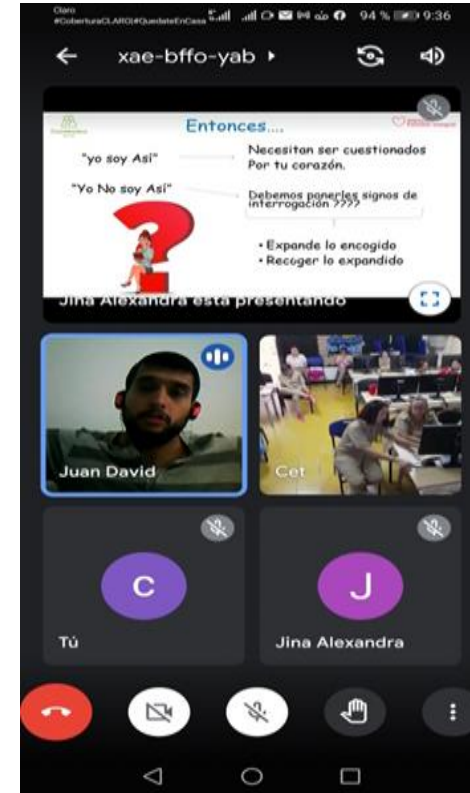 Claro
#CoberturaCLARO|#QuedateEnCasa
94 % 9:36
xae-bffo-yab
Entonces....
"yo soy Así"
Necesitan ser cuestionados
Por tu corazón.
"Yo No soy Así"
Debemos ponerles signos de
interrogación ????
• Expande lo encogido
• Recoger lo expandido
Jina Alexandra está presentando
Juan David
Cet
C
J
Tú
Jina Alexandra